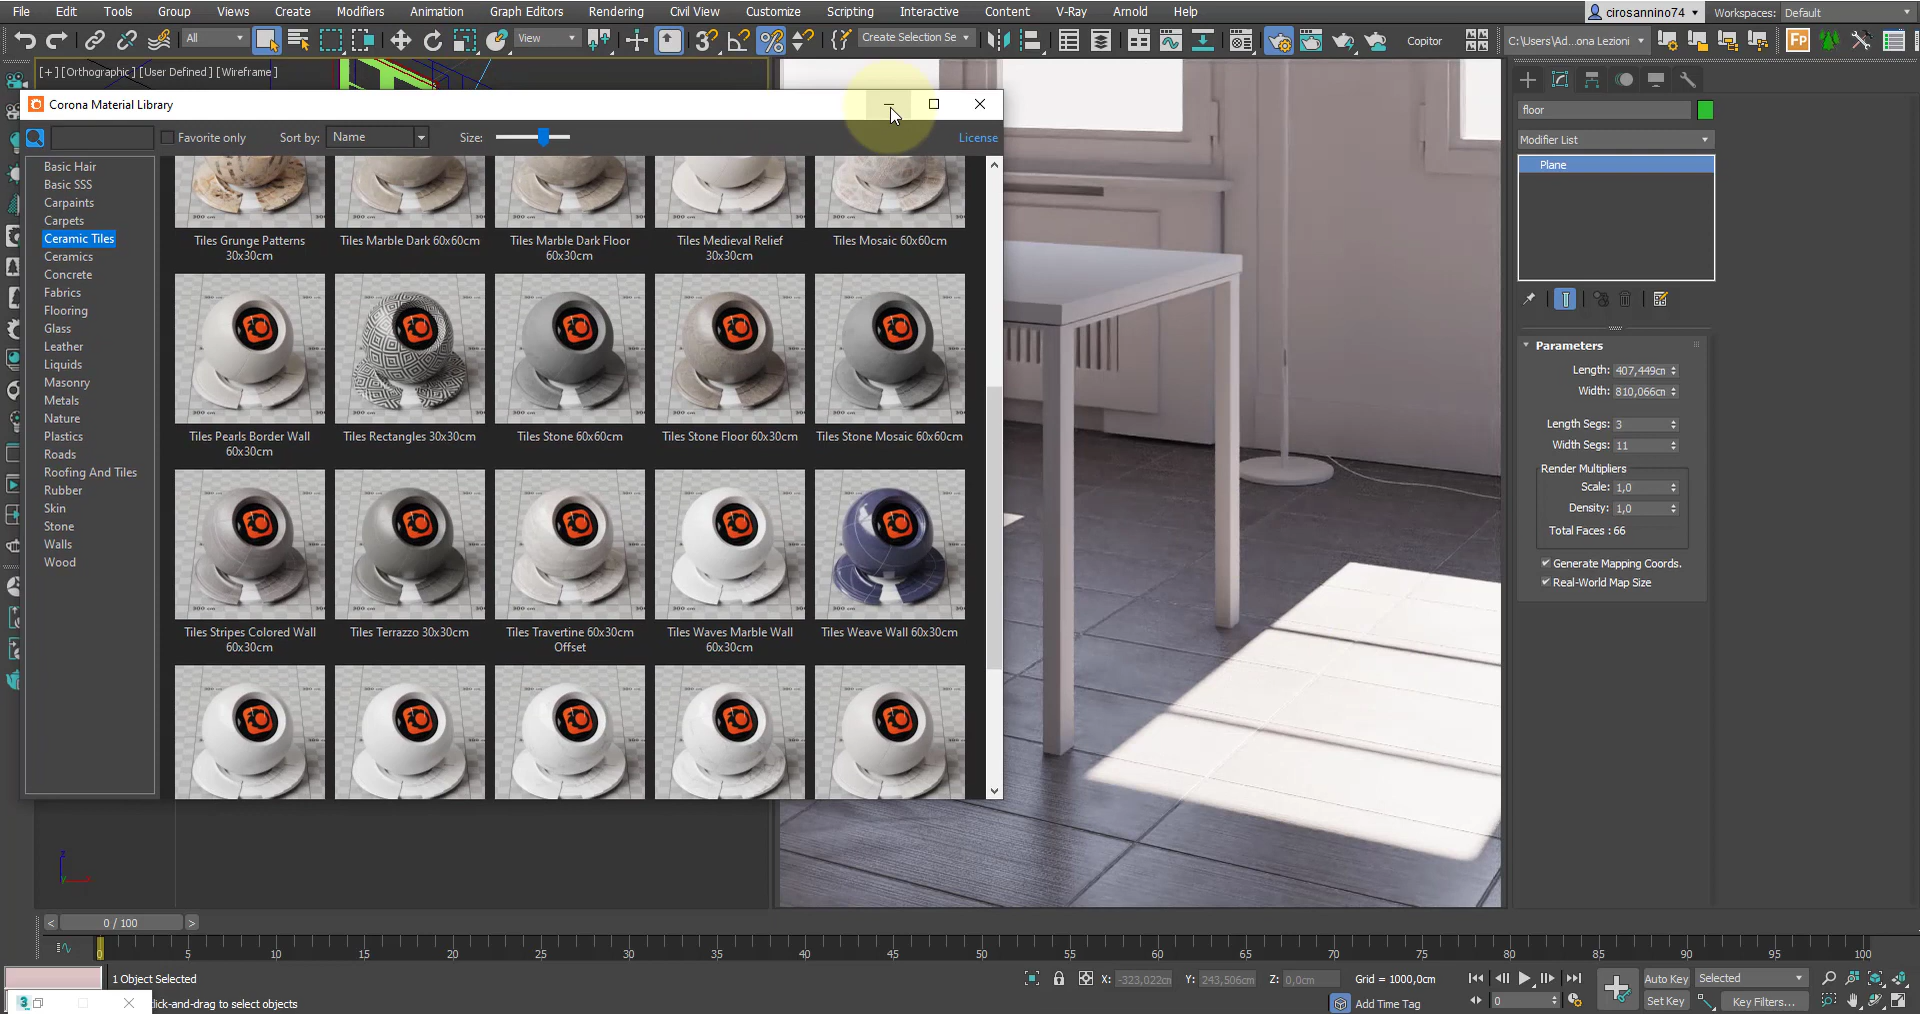 File Edit Tools Group Views Create Modifiers Animation Graph Editors Rendering Civil View Customize Scripting Interactive Content V-Ray Arnold Help cirosannino74 Workspaces: Default
All View Create Selection Se Copitor C:\Users\Ad...ona Lezioni
[+] [Orthographic] [User Defined] [Wireframe]
Corona Material Library
Favorite only Sort by: Name Size: License
Basic Hair
Basic SSS
Carpaints
Carpets
Ceramic Tiles
Ceramics
Concrete
Fabrics
Flooring
Glass
Leather
Liquids
Masonry
Metals
Nature
Plastics
Roads
Roofing And Tiles
Rubber
Skin
Stone
Walls
Wood
Tiles Grunge Patterns
30x30cm
Tiles Marble Dark 60x60cm
Tiles Marble Dark Floor
60x30cm
Tiles Medieval Relief
30x30cm
Tiles Mosaic 60x60cm
Tiles Pearls Border Wall
60x30cm
Tiles Rectangles 30x30cm
Tiles Stone 60x60cm
Tiles Stone Floor 60x30cm
Tiles Stone Mosaic 60x60cm
Tiles Stripes Colored Wall
60x30cm
Tiles Terrazzo 30x30cm
Tiles Travertine 60x30cm
Offset
Tiles Waves Marble Wall
60x30cm
Tiles Weave Wall 60x30cm
floor
Modifier List
Plane
Parameters
Length: 407,449cn
Width: 810,066cn
Length Segs: 3
Width Segs: 11
Render Multipliers
Scale: 1,0
Density: 1,0
Total Faces : 66
Generate Mapping Coords.
Real-World Map Size
z
x
y
< 0 / 100 >
0 5 10 15 20 25 30 35 40 45 50 55 60 65 70 75 80 85 90 95 100
1 Object Selected X: -323,022cm Y: 243,506cm Z: 0,0cm Grid = 1000,0cm Auto Key Selected
3 click-and-drag to select objects Add Time Tag 0 Set Key Key Filters...